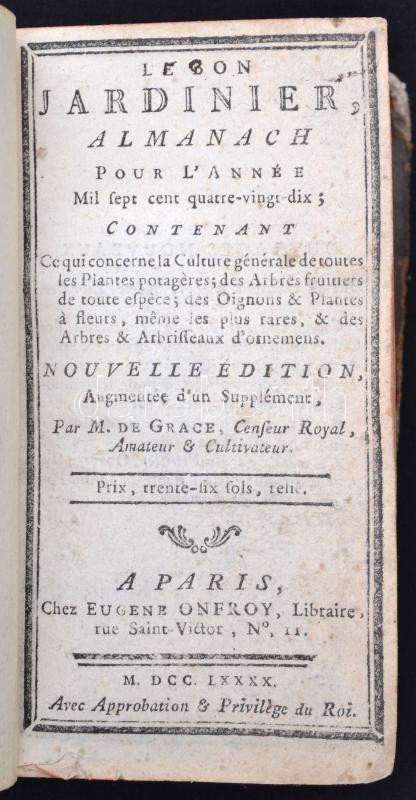 LE BON
JARDINIER,
ALMANACH
POUR L'ANNÉE
Mil sept cent quatre-vingt-dix ;
CONTENANT
Ce qui concerne la Culture générale de toutes
les Plantes potagères ; des Arbres fruitiers
de toute espèce ; des Oignons & Plantes
à fleurs, même les plus rares, & des
Arbres & Arbrisseaux d'ornemens.
NOUVELLE ÉDITION,
Augmentée d'un Supplément,
Par M. DE GRACE, Censeur Royal,
Amateur & Cultivateur.
Prix, trente-six sols, relié.
A PARIS,
Chez EUGENE ONFROY, Libraire,
rue Saint-Victor, N°. 11.
M. DCC. LXXXX.
Avec Approbation & Privilège du Roi.